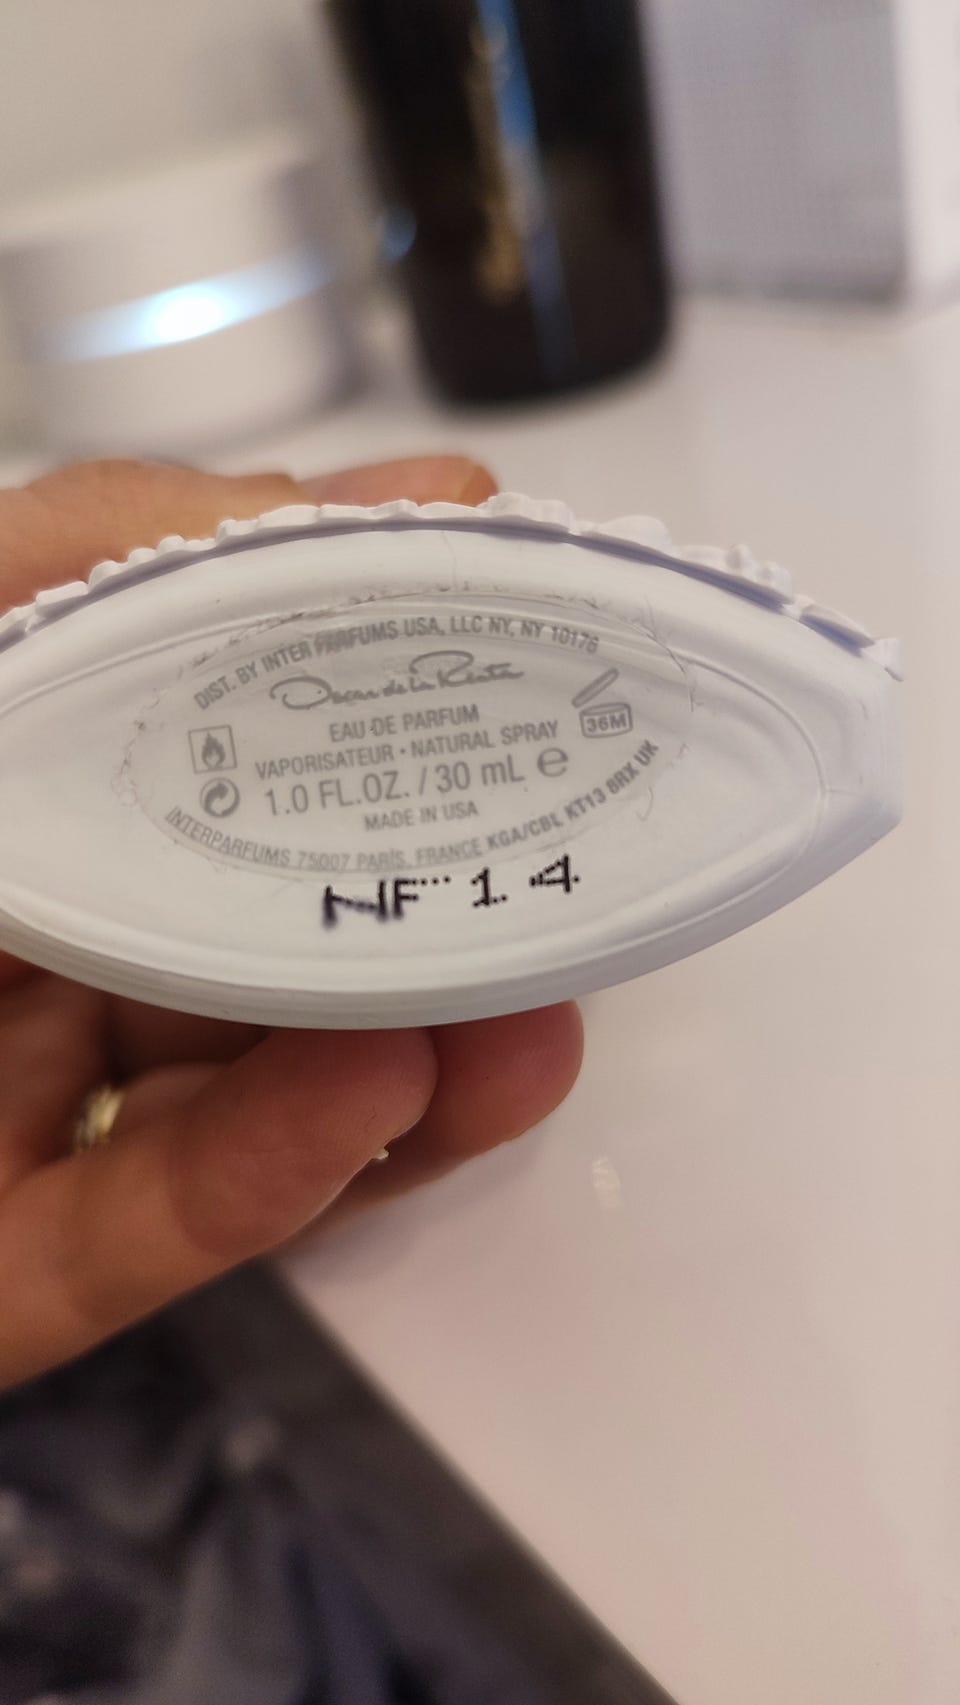 DIST. BY INTER PARFUMS USA, LLC NY, NY 10176
Oscar de la Renta
EAU DE PARFUM
VAPORISATEUR • NATURAL SPRAY
36M
1.0 FL.OZ. / 30 mL e
MADE IN USA
INTERPARFUMS 75007 PARIS, FRANCE KGA/CBL KT13 8RX UK